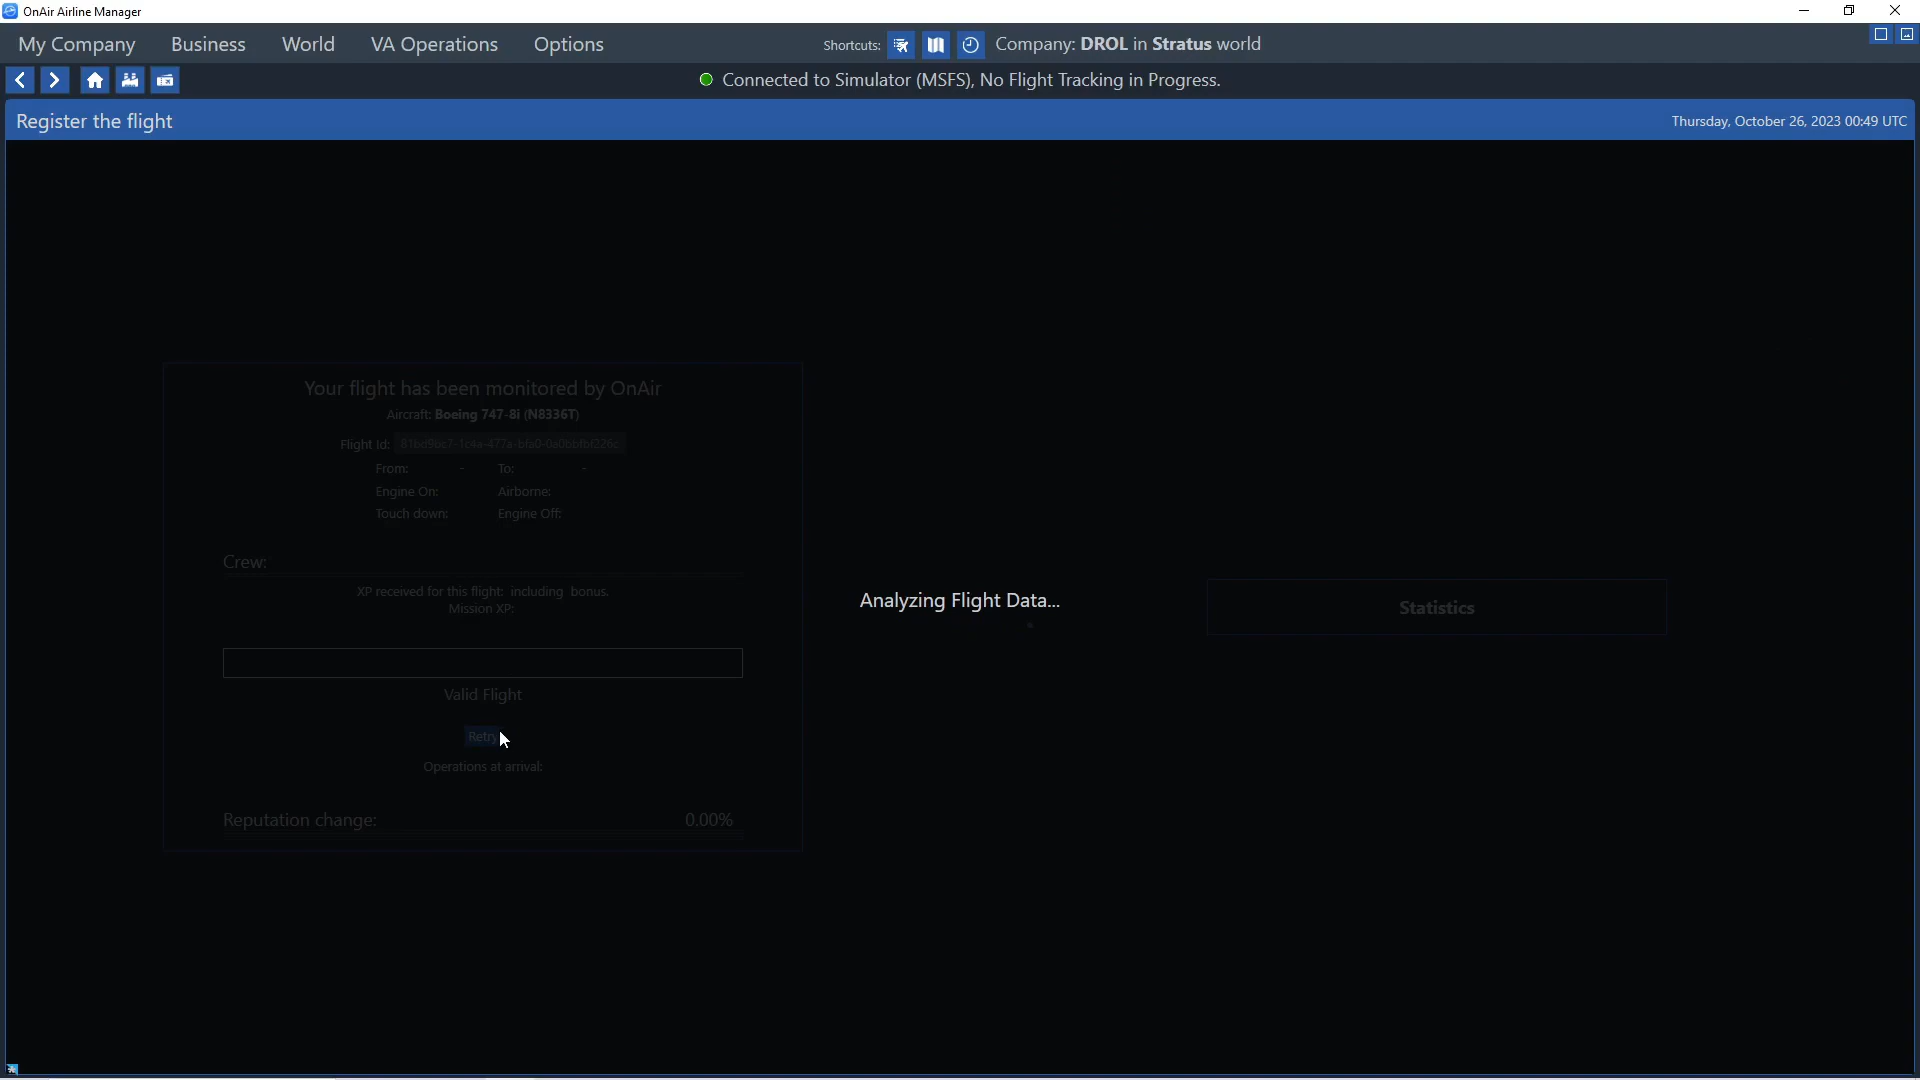 OnAir Airline Manager
My Company Business World VA Operations Options Shortcuts: Company: DROL in Stratus world
Connected to Simulator (MSFS), No Flight Tracking in Progress.
Register the flight Thursday, October 26, 2023 00:49 UTC
Your flight has been monitored by OnAir
Aircraft: Boeing 747-8i (N8336T)
Flight Id:
From: - To: -
Engine On: Airborne:
Touch down: Engine Off:
Crew:
XP received for this flight: including bonus.
Mission XP:
Analyzing Flight Data...
Statistics
Valid Flight
Retry
Operations at arrival:
Reputation change: 0.00%